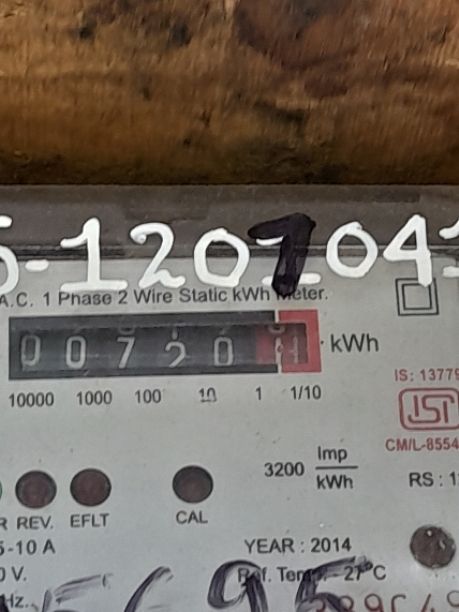 5-1201041
A.C. 1 Phase 2 Wire Static kWh Meter.
0 0 7 2 0 kWh
10000 1000 100 10 1 1/10
IS: 13779
ISI
CM/L-8554
3200 Imp/kWh
RS : 1
R REV. EFLT CAL
5-10 A
YEAR : 2014
0 V.
Ref. Temp. - 27°C
Hz.
5695